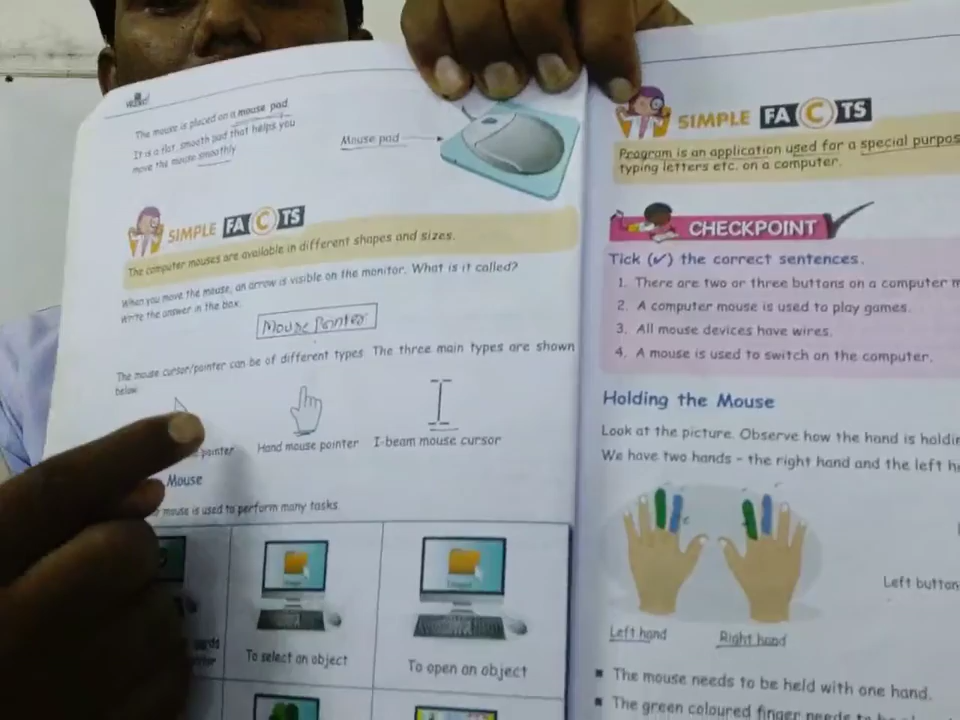 The mouse is placed on a mouse pad.
It is a flat, smooth pad that helps you
move the mouse smoothly
Mouse pad
SIMPLE FACTS
The computer mouses are available in different shapes and sizes.
When you move the mouse, an arrow is visible on the monitor. What is it called?
Write the answer in the box.
Mouse Pointer
The mouse cursor/pointer can be of different types. The three main types are shown
below.
pointer
Hand mouse pointer
I-beam mouse cursor
Mouse
mouse is used to perform many tasks.
To select an object
To open an object
SIMPLE FACTS
Program is an application used for a special
typing letters etc. on a computer.
CHECKPOINT
Tick (✓) the correct sentences.
1. There are two or three buttons on a computer
2. A computer mouse is used to play games.
3. All mouse devices have wires.
4. A mouse is used to switch on the computer.
Holding the Mouse
Look at the picture. Observe how the hand is
We have two hands – the right hand and the left
Left button
Left hand
Right hand
The mouse needs to be held with one hand.
The green coloured finger needs to